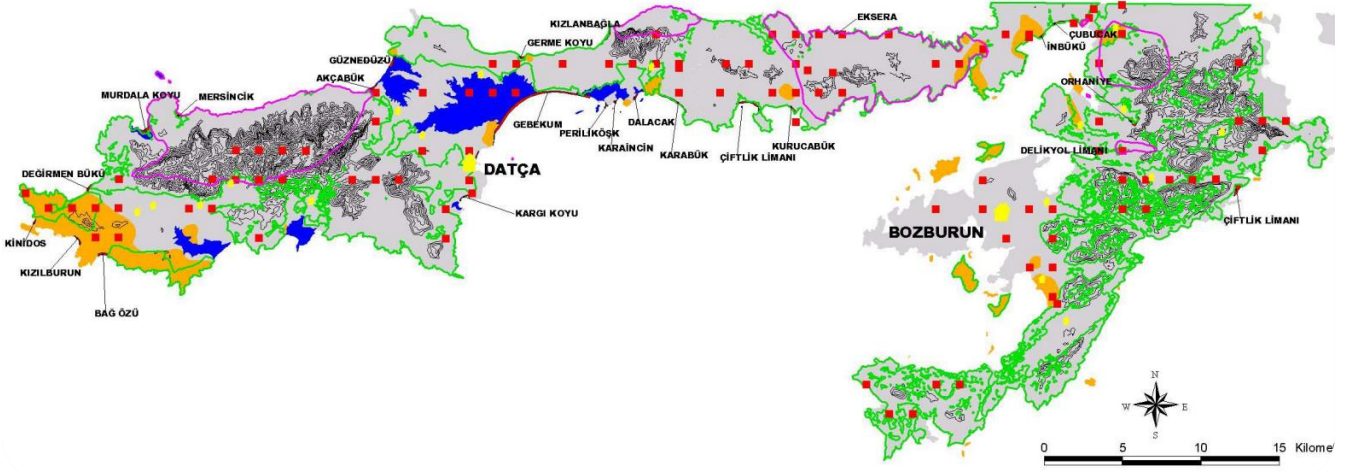 KIZLANBAĞLA
EKSERA
GERME KOYU
ÇUBUCAK
İNBÜKÜ
GÜZNEDÜZÜ
AKÇABÜK
ORHANİYE
MURDALA KOYU
MERSİNCİK
GEBEKUM
PERİLİKÖŞK
KARAİNCİN
DALACAK
KARABÜK
ÇİFTLİK LİMANI
KURUCABÜK
DELİKYOL LİMANI
DATÇA
DEĞİRMEN BÜKÜ
KARGI KOYU
ÇİFTLİK LİMANI
KİNİDOS
BOZBURUN
KIZILBURUN
BAĞ ÖZÜ
N
W E
S
0 5 10 15 Kilome